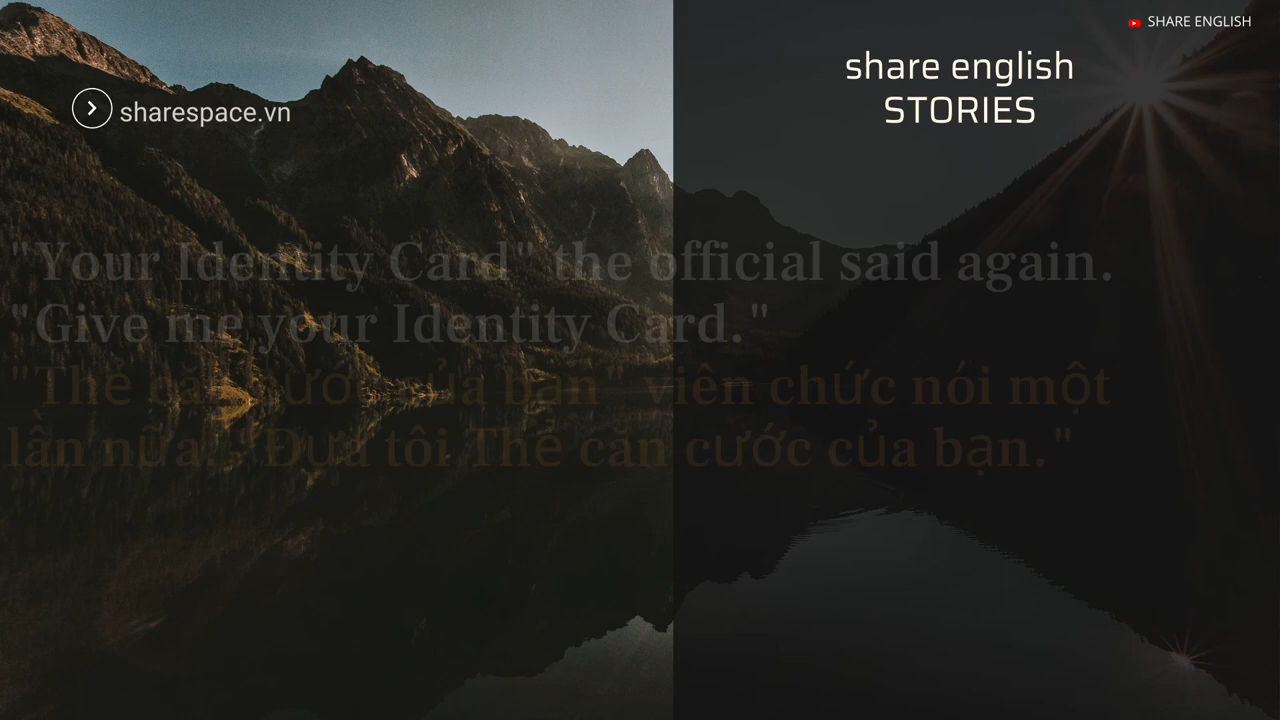 SHARE ENGLISH
share english
STORIES
sharespace.vn
"Your Identity Card" the official said again.
"Give me your Identity Card."
"Thẻ căn cước của bạn" viên chức nói một
lần nữa. "Đưa tôi Thẻ căn cước của bạn."